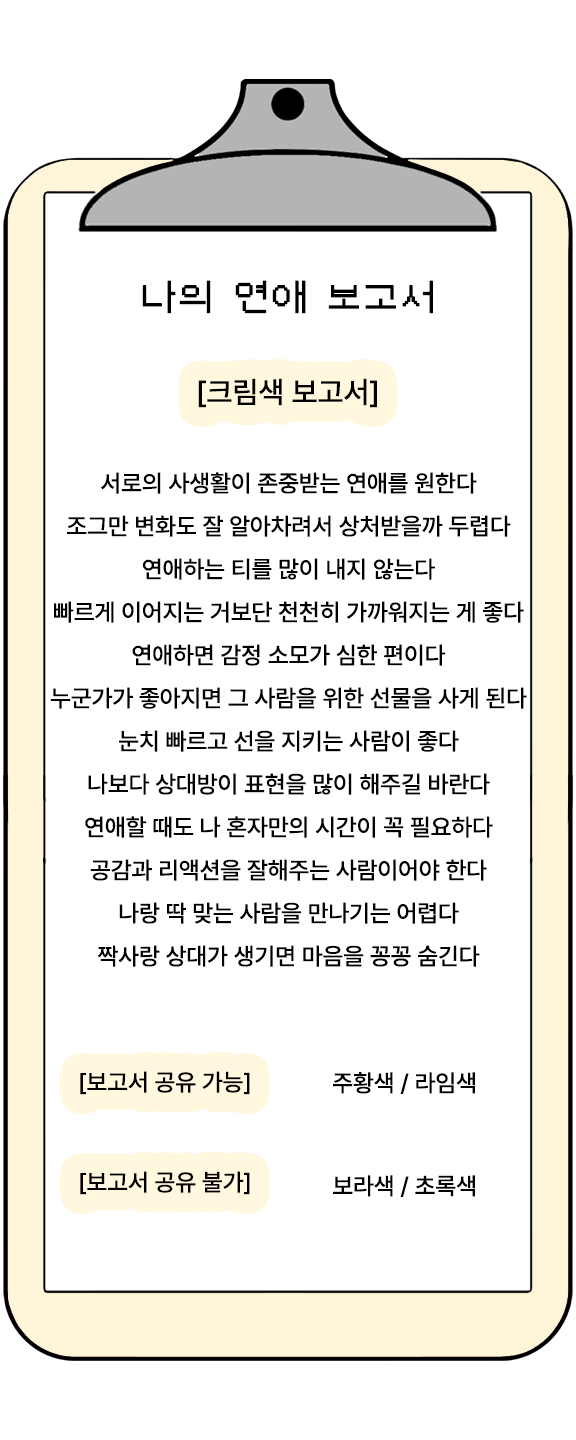 나의 연애 보고서
[크림색 보고서]
서로의 사생활이 존중받는 연애를 원한다
조그만 변화도 잘 알아차려서 상처받을까 두렵다
연애하는 티를 많이 내지 않는다
빠르게 이어지는 거보단 천천히 가까워지는 게 좋다
연애하면 감정 소모가 심한 편이다
누군가가 좋아지면 그 사람을 위한 선물을 사게 된다
눈치 빠르고 선을 지키는 사람이 좋다
나보다 상대방이 표현을 많이 해주길 바란다
연애할 때도 나 혼자만의 시간이 꼭 필요하다
공감과 리액션을 잘해주는 사람이어야 한다
나랑 딱 맞는 사람을 만나기는 어렵다
짝사랑 상대가 생기면 마음을 꽁꽁 숨긴다
[보고서 공유 가능] 주황색 / 라임색
[보고서 공유 불가] 보라색 / 초록색